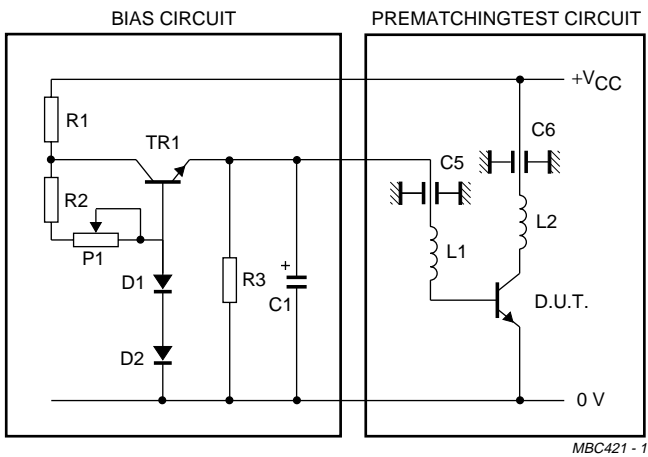 BIAS CIRCUIT
PREMATCHINGTEST CIRCUIT
+VCC
R1
TR1
C6
C5
R2
L2
P1
L1
D1
R3
+
C1
D.U.T.
D2
0 V
MBC421 - 1